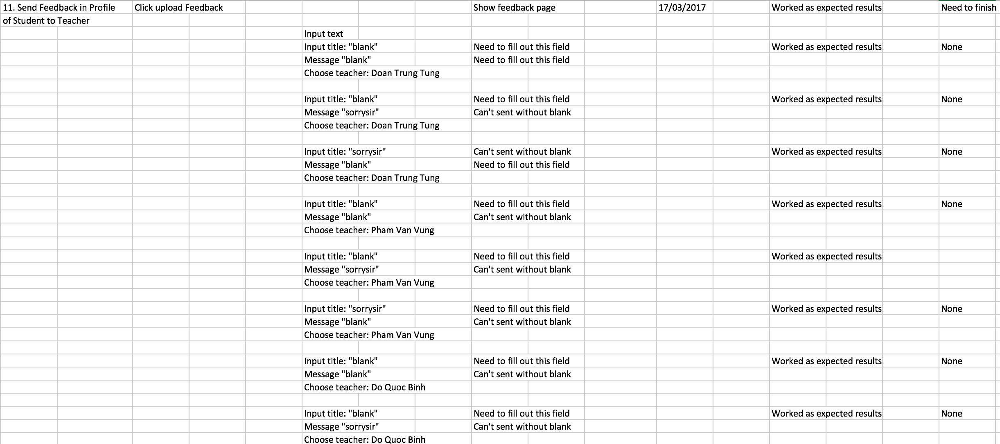 11. Send Feedback in Profile Click upload Feedback Show feedback page 17/03/2017 Worked as expected results Need to finish
of Student to Teacher
Input text
Input title: "blank" Need to fill out this field Worked as expected results None
Message "blank" Need to fill out this field
Choose teacher: Doan Trung Tung
Input title: "blank" Need to fill out this field Worked as expected results None
Message "sorrysir" Can't sent without blank
Choose teacher: Doan Trung Tung
Input title: "sorrysir" Can't sent without blank Worked as expected results None
Message "blank" Need to fill out this field
Choose teacher: Doan Trung Tung
Input title: "blank" Need to fill out this field Worked as expected results None
Message "blank" Can't sent without blank
Choose teacher: Pham Van Vung
Input title: "blank" Need to fill out this field Worked as expected results
Message "sorrysir" Can't sent without blank
Choose teacher: Pham Van Vung
Input title: "sorrysir" Need to fill out this field Worked as expected results None
Message "blank" Can't sent without blank
Choose teacher: Pham Van Vung
Input title: "blank" Need to fill out this field Worked as expected results None
Message "blank" Can't sent without blank
Choose teacher: Do Quoc Binh
Input title: "blank" Need to fill out this field Worked as expected results None
Message "sorrysir" Can't sent without blank
Choose teacher: Do Quoc Binh